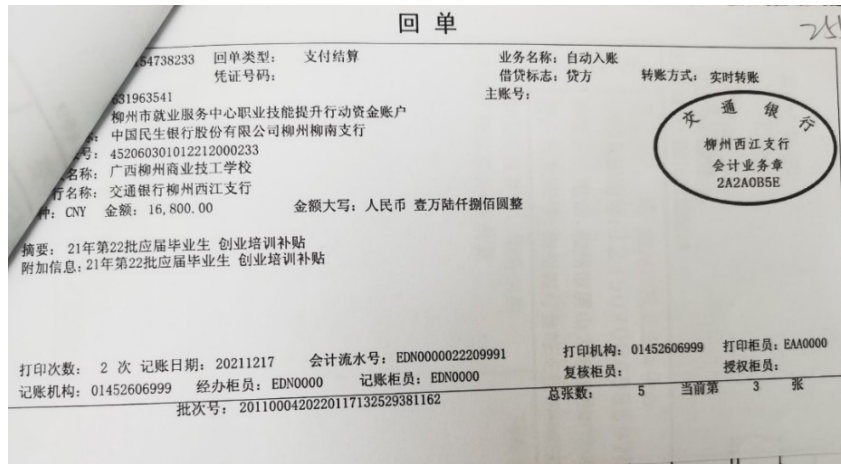 回单
54738233 回单类型: 支付结算 业务名称: 自动入账
凭证号码: 借贷标志: 贷方 转账方式: 实时转账
631963541 主账号:
柳州市就业服务中心职业技能提升行动资金账户
中国民生银行股份有限公司柳州柳南支行
号: 452060301012212000233
名称: 广西柳州商业技工学校
行名称: 交通银行柳州西江支行
种: CNY 金额: 16,800.00 金额大写: 人民币 壹万陆仟捌佰圆整
交通银行
柳州西江支行
会计业务章
2A2A0B5E
摘要: 21年第22批应届毕业生 创业培训补贴
附加信息: 21年第22批应届毕业生 创业培训补贴
打印次数: 2 次 记账日期: 20211217 会计流水号: EDN0000022209991 打印机构: 01452606999 打印柜员: EAA0000
记账机构: 01452606999 经办柜员: EDN0000 记账柜员: EDN0000 复核柜员: 授权柜员:
批次号: 20110004202201171325293​81162 总张数: 5 当前第 3 张